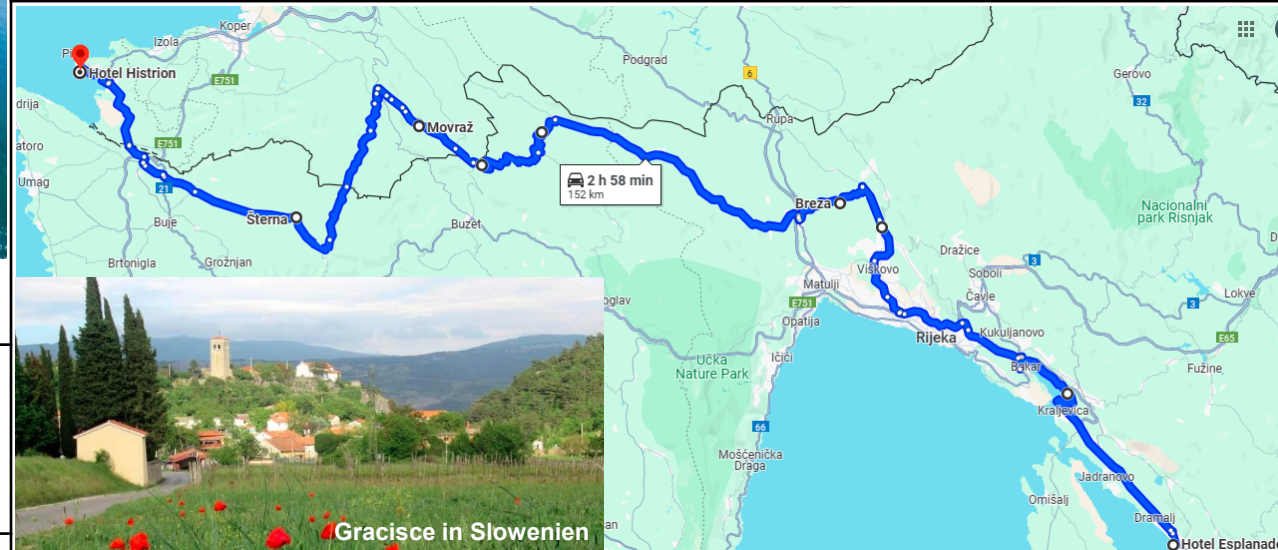 Koper
Izola
Hotel Histrion
E751
Podgrad
6
Gerovo
32
Rupa
Movraž
E751
Umag
21
2 h 58 min
152 km
Breza
Nacionalni
park Risnjak
Šterna
Buje
Buzet
Dražice
Brtonigla
Grožnjan
Viškovo
Soboli
3
Matulji
Čavle
Lokve
E751
3
Opatija
Rijeka
Kukuljanovo
E65
Učka
Nature Park
Ičići
Bakar
Fužine
Kraljevica
66
Mošćenička
Draga
Jadranovo
Omišalj
Dramalj
Gracisce in Slowenien
Hotel Esplanade